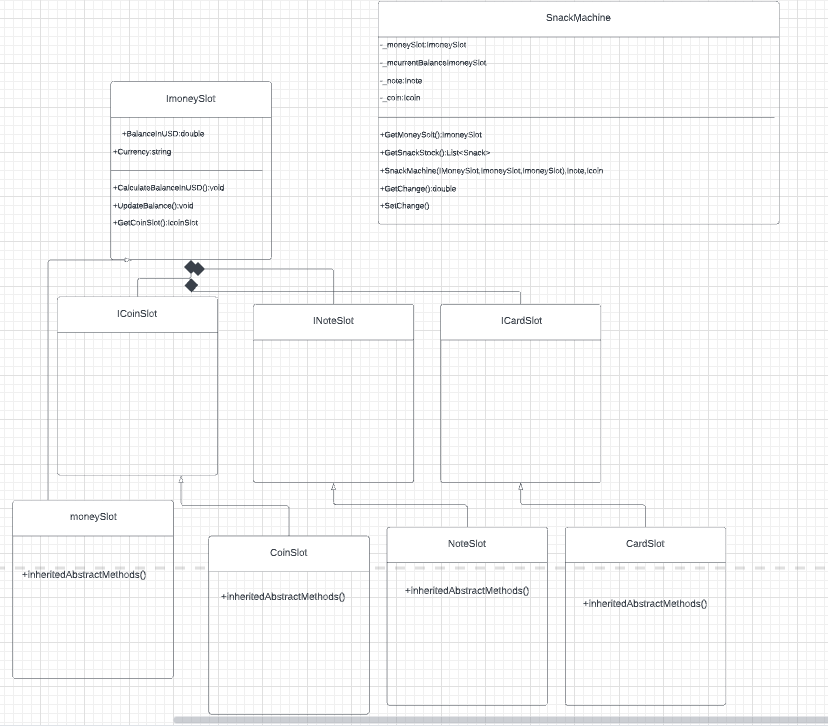 SnackMachine
-_moneySlot:ImoneySlot
-_mcurrentBalanceImoneySlot
-_note:Inote
-_coin:Icoin
+GetMoneySolt():ImoneySlot
+GetSnackStock():List<Snack>
+SnackMachine(IMoneySlot,ImoneySlot,ImoneySlot),Inote,Icoin
+GetChange():double
+SetChange()
ImoneySlot
+BalanceInUSD:double
+Currency:string
+CalculateBalanceInUSD():void
+UpdateBalance():void
+GetCoinSlot():IcoinSlot
ICoinSlot
INoteSlot
ICardSlot
moneySlot
+inheritedAbstractMethods()
CoinSlot
+inheritedAbstractMethods()
NoteSlot
+inheritedAbstractMethods()
CardSlot
+inheritedAbstractMethods()